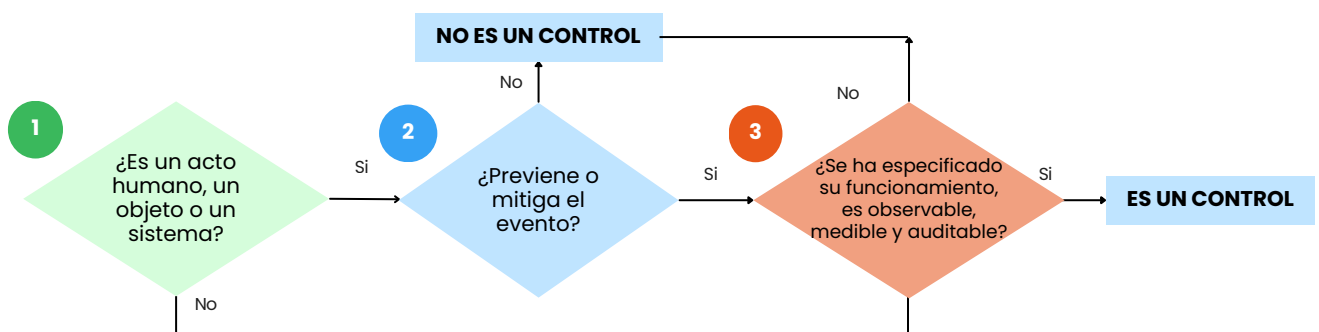 NO ES UN CONTROL
No
No
1
2
3
¿Es un acto
humano, un
objeto o un
sistema?
Si
¿Previene o
mitiga el
evento?
Si
¿Se ha especificado
su funcionamiento,
es observable,
medible y auditable?
Si
ES UN CONTROL
No